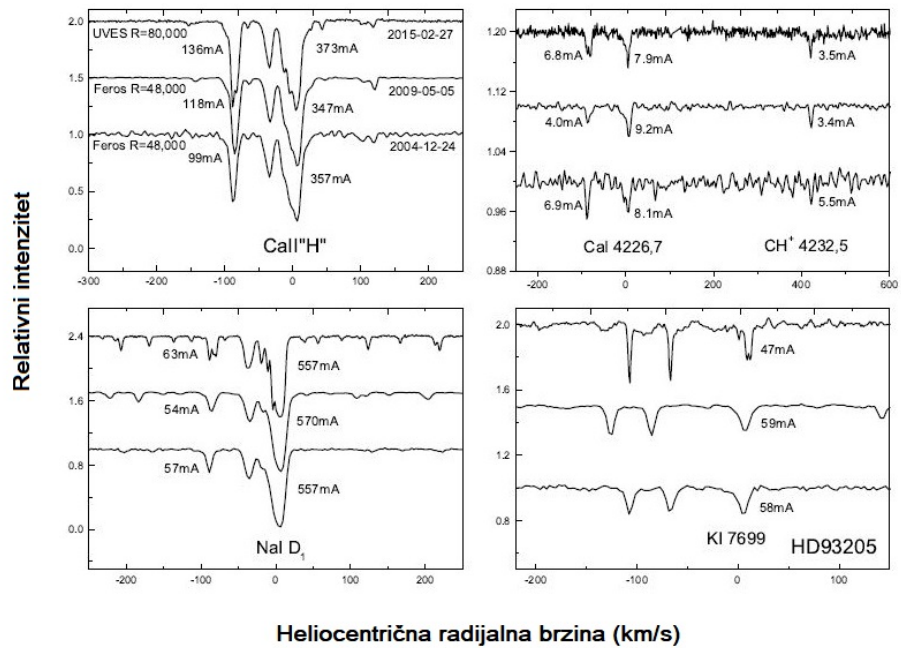 Relativni intenzitet
2.0
1.5
1.0
0.5
0.0
UVES R=80,000
2015-02-27
136mA
373mA
Feros R=48,000
2009-05-05
118mA
347mA
Feros R=48,000
2004-12-24
99mA
357mA
CaII"H"
-300 -200 -100 0 100 200
1.20
1.12
1.04
0.96
0.88
6.8mA
7.9mA
3.5mA
4.0mA
9.2mA
3.4mA
6.9mA
8.1mA
5.5mA
CaI 4226,7
CH+ 4232,5
-200 0 200 400 600
2.4
1.6
0.8
0.0
63mA
557mA
54mA
570mA
57mA
557mA
NaI D1
-200 -100 0 100 200
2.0
1.6
1.2
0.8
47mA
59mA
58mA
KI 7699
HD93205
-200 -100 0 100
Heliocentrična radijalna brzina (km/s)